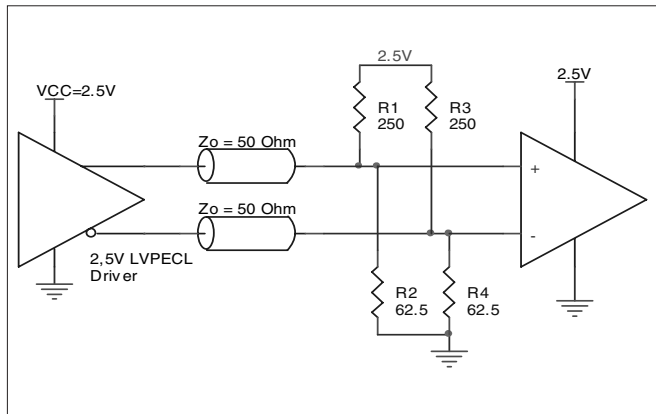 2.5V
2.5V
VCC=2.5V
R1
250
R3
250
Zo = 50 Ohm
+
Zo = 50 Ohm
-
2,5V LVPECL
Driver
R2
62.5
R4
62.5